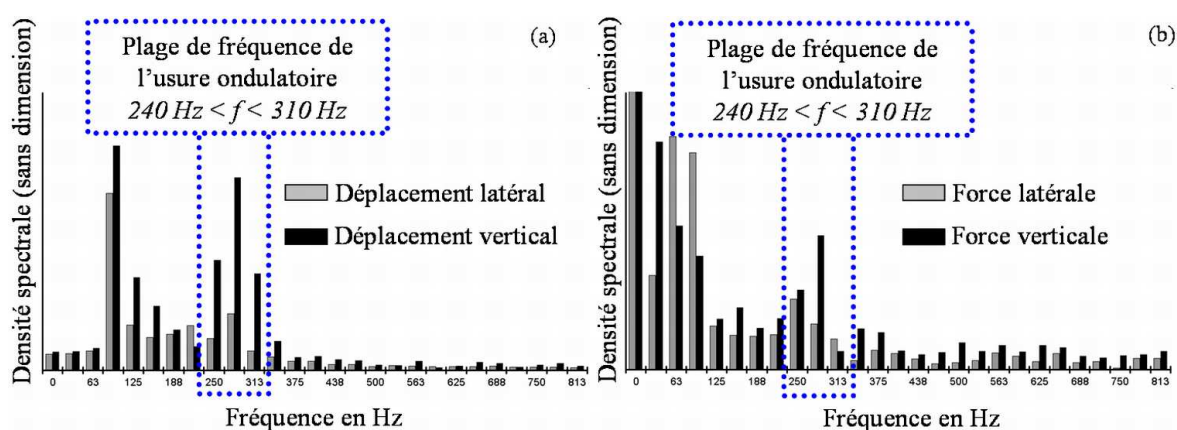 (a)
Plage de fréquence de
l'usure ondulatoire
240 Hz < f < 310 Hz
Densité spectrale (sans dimension)
Déplacement latéral
Déplacement vertical
0 63 125 188 250 313 375 438 500 563 625 688 750 813
Fréquence en Hz
(b)
Plage de fréquence de
l'usure ondulatoire
240 Hz < f < 310 Hz
Densité spectrale (sans dimension)
Force latérale
Force verticale
0 63 125 188 250 313 375 438 500 563 625 688 750 813
Fréquence en Hz